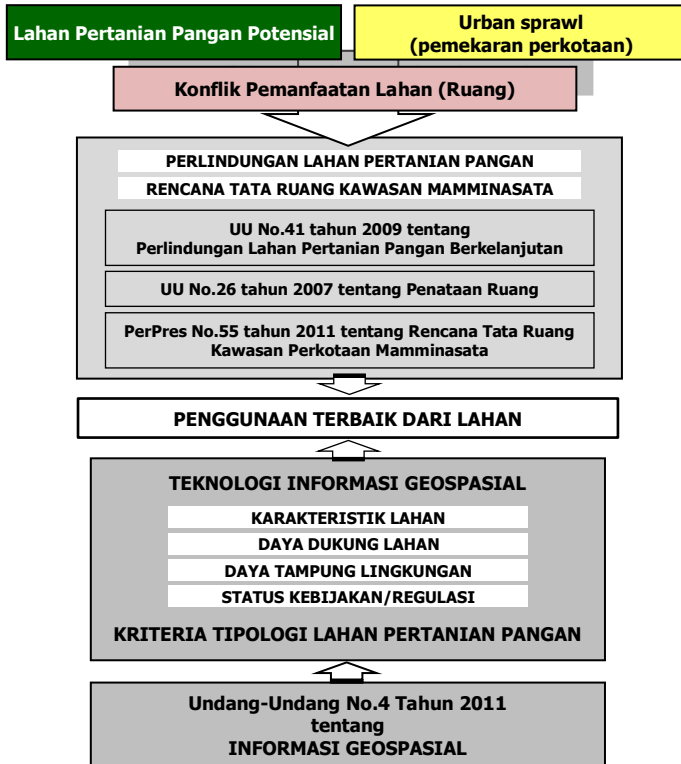 Lahan Pertanian Pangan Potensial
Urban sprawl
(pemekaran perkotaan)
Konflik Pemanfaatan Lahan (Ruang)
PERLINDUNGAN LAHAN PERTANIAN PANGAN
RENCANA TATA RUANG KAWASAN MAMMINASATA
UU No.41 tahun 2009 tentang
Perlindungan Lahan Pertanian Pangan Berkelanjutan
UU No.26 tahun 2007 tentang Penataan Ruang
PerPres No.55 tahun 2011 tentang Rencana Tata Ruang
Kawasan Perkotaan Mamminasata
PENGGUNAAN TERBAIK DARI LAHAN
TEKNOLOGI INFORMASI GEOSPASIAL
KARAKTERISTIK LAHAN
DAYA DUKUNG LAHAN
DAYA TAMPUNG LINGKUNGAN
STATUS KEBIJAKAN/REGULASI
KRITERIA TIPOLOGI LAHAN PERTANIAN PANGAN
Undang-Undang No.4 Tahun 2011
tentang
INFORMASI GEOSPASIAL